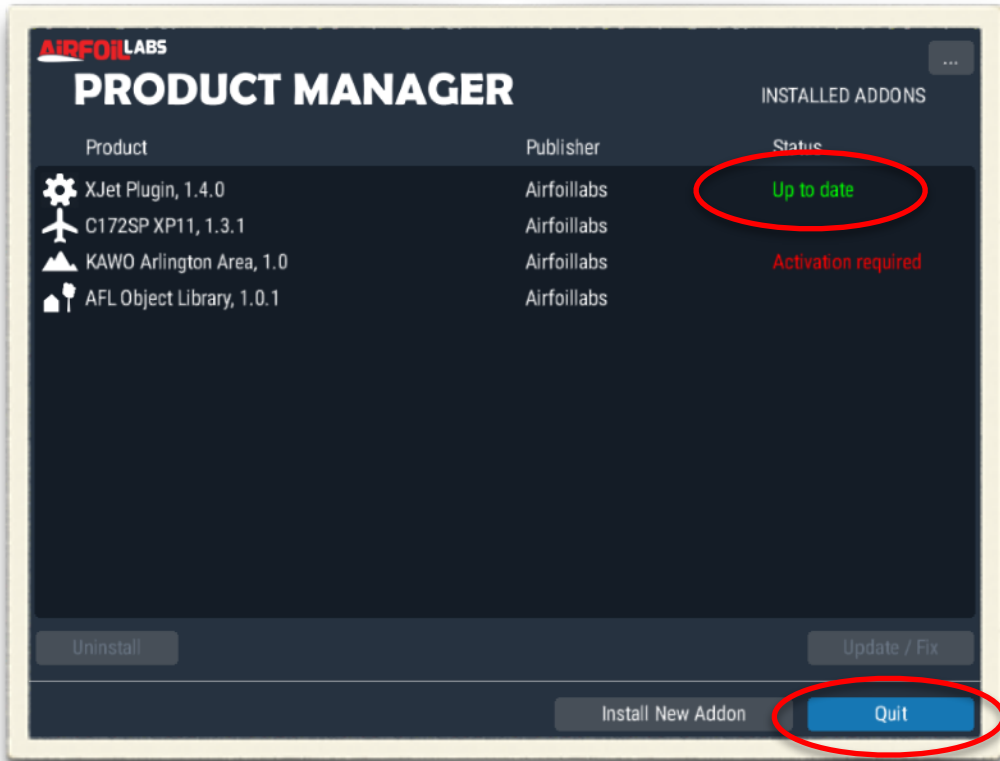 AIRFOILLABS
...
PRODUCT MANAGER
INSTALLED ADDONS
Product Publisher Status
XJet Plugin, 1.4.0 Airfoillabs Up to date
C172SP XP11, 1.3.1 Airfoillabs
KAWO Arlington Area, 1.0 Airfoillabs Activation required
AFL Object Library, 1.0.1 Airfoillabs
Uninstall Update / Fix
Install New Addon Quit